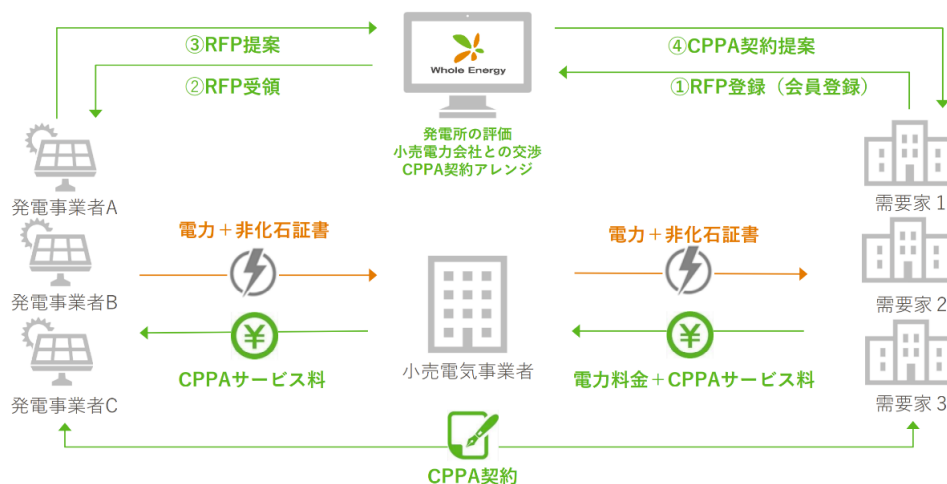 ③RFP提案
④CPPA契約提案
Whole Energy
②RFP受領
①RFP登録（会員登録）
発電所の評価
小売電力会社との交渉
CPPA契約アレンジ
発電事業者A
需要家1
電力＋非化石証書
電力＋非化石証書
発電事業者B
需要家2
小売電気事業者
CPPAサービス料
電力料金＋CPPAサービス料
発電事業者C
需要家3
CPPA契約